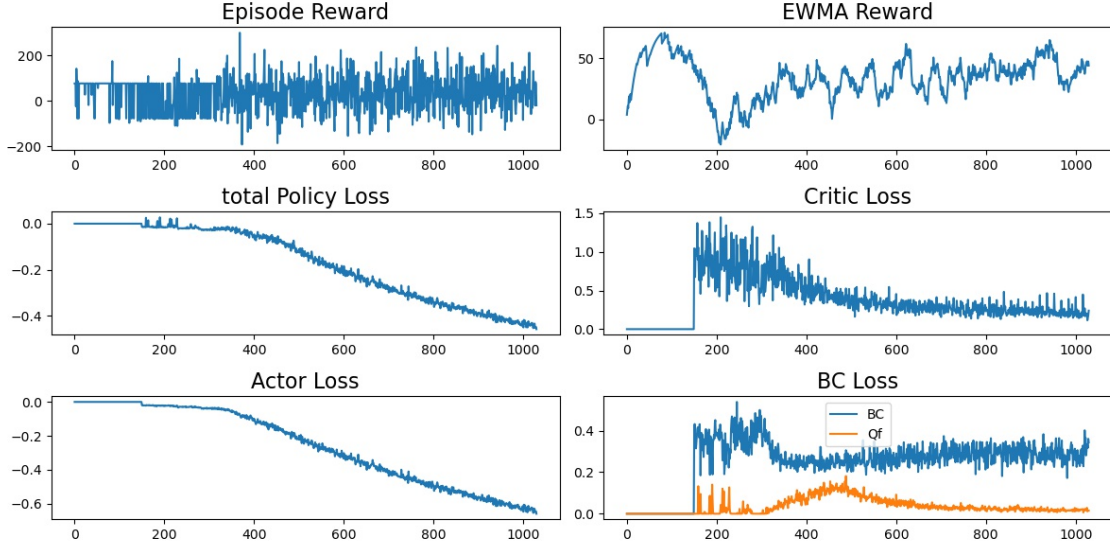 Episode Reward
200
0
−200
0 200 400 600 800 1000
EWMA Reward
50
0
0 200 400 600 800 1000
total Policy Loss
0.0
−0.2
−0.4
0 200 400 600 800 1000
Critic Loss
1.5
1.0
0.5
0.0
0 200 400 600 800 1000
Actor Loss
0.0
−0.2
−0.4
−0.6
0 200 400 600 800 1000
BC Loss
BC
Qf
0.4
0.2
0.0
0 200 400 600 800 1000